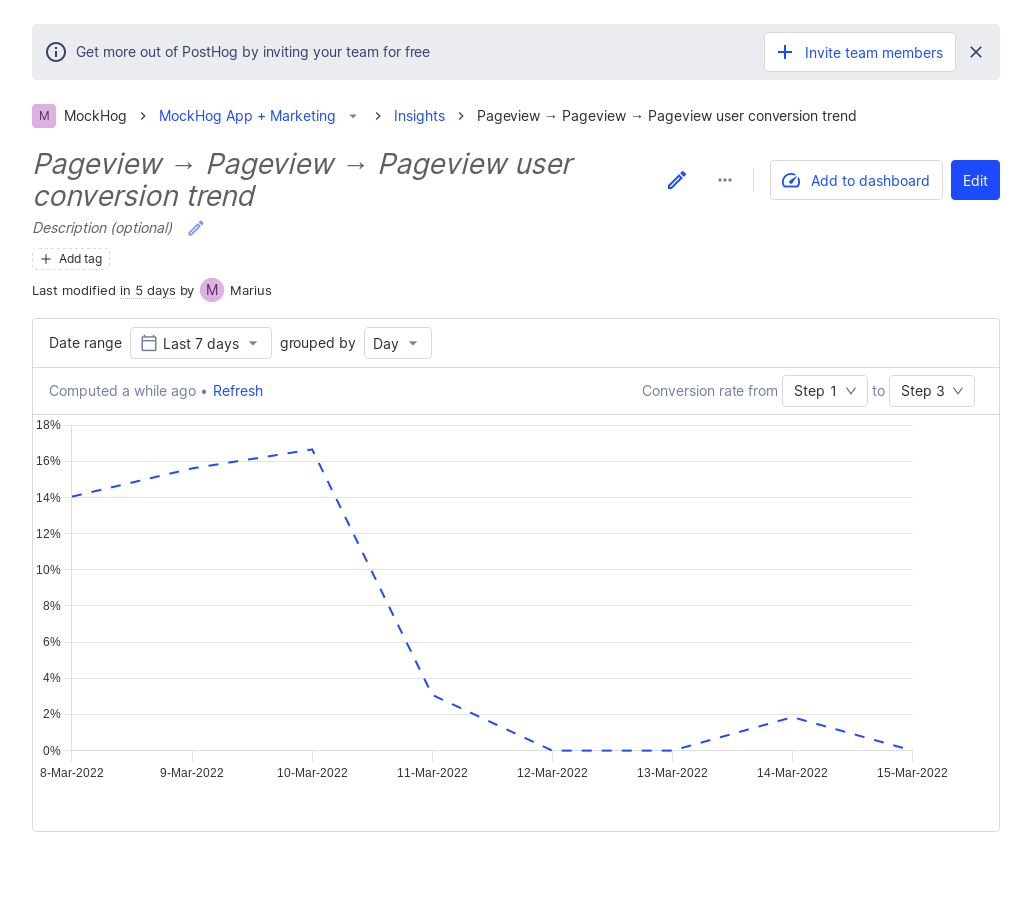 Get more out of PostHog by inviting your team for free
Invite team members
M MockHog > MockHog App + Marketing > Insights > Pageview → Pageview → Pageview user conversion trend
Pageview → Pageview → Pageview user
conversion trend
Add to dashboard
Edit
Description (optional)
Add tag
Last modified in 5 days by M Marius
Date range Last 7 days grouped by Day
Computed a while ago • Refresh
Conversion rate from Step 1 to Step 3
18%
16%
14%
12%
10%
8%
6%
4%
2%
0%
8-Mar-2022 9-Mar-2022 10-Mar-2022 11-Mar-2022 12-Mar-2022 13-Mar-2022 14-Mar-2022 15-Mar-2022